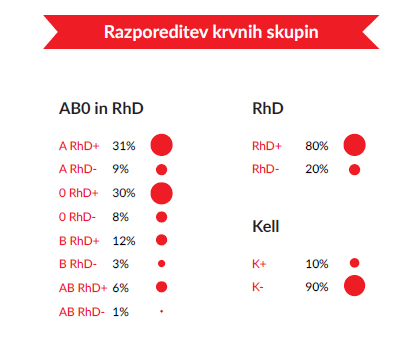 Razporeditev krvnih skupin
AB0 in RhD
A RhD+ 31%
A RhD- 9%
0 RhD+ 30%
0 RhD- 8%
B RhD+ 12%
B RhD- 3%
AB RhD+ 6%
AB RhD- 1%
RhD
RhD+ 80%
RhD- 20%
Kell
K+ 10%
K- 90%